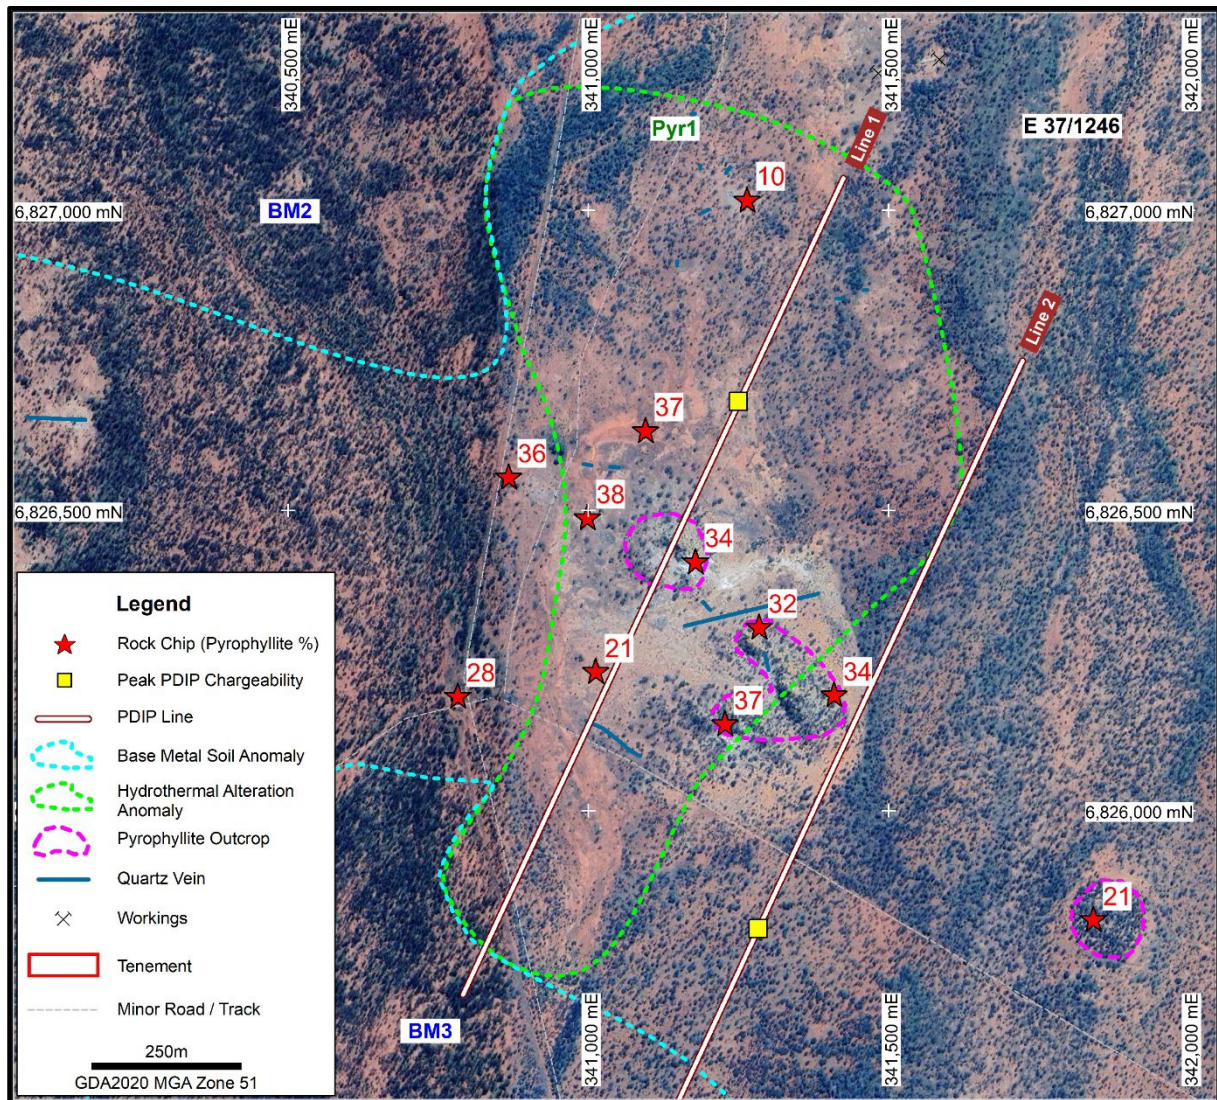 340,500 mE
341,000 mE
341,500 mE
342,000 mE
Pyr1
Line 1
E 37/1246
10
6,827,000 mN
BM2
6,827,000 mN
Line 2
37
36
38
6,826,500 mN
6,826,500 mN
34
32
21
28
34
37
6,826,000 mN
21
BM3
341,000 mE
341,500 mE
342,000 mE
Legend
Rock Chip (Pyrophyllite %)
Peak PDIP Chargeability
PDIP Line
Base Metal Soil Anomaly
Hydrothermal Alteration
Anomaly
Pyrophyllite Outcrop
Quartz Vein
Workings
Tenement
Minor Road / Track
250m
GDA2020 MGA Zone 51